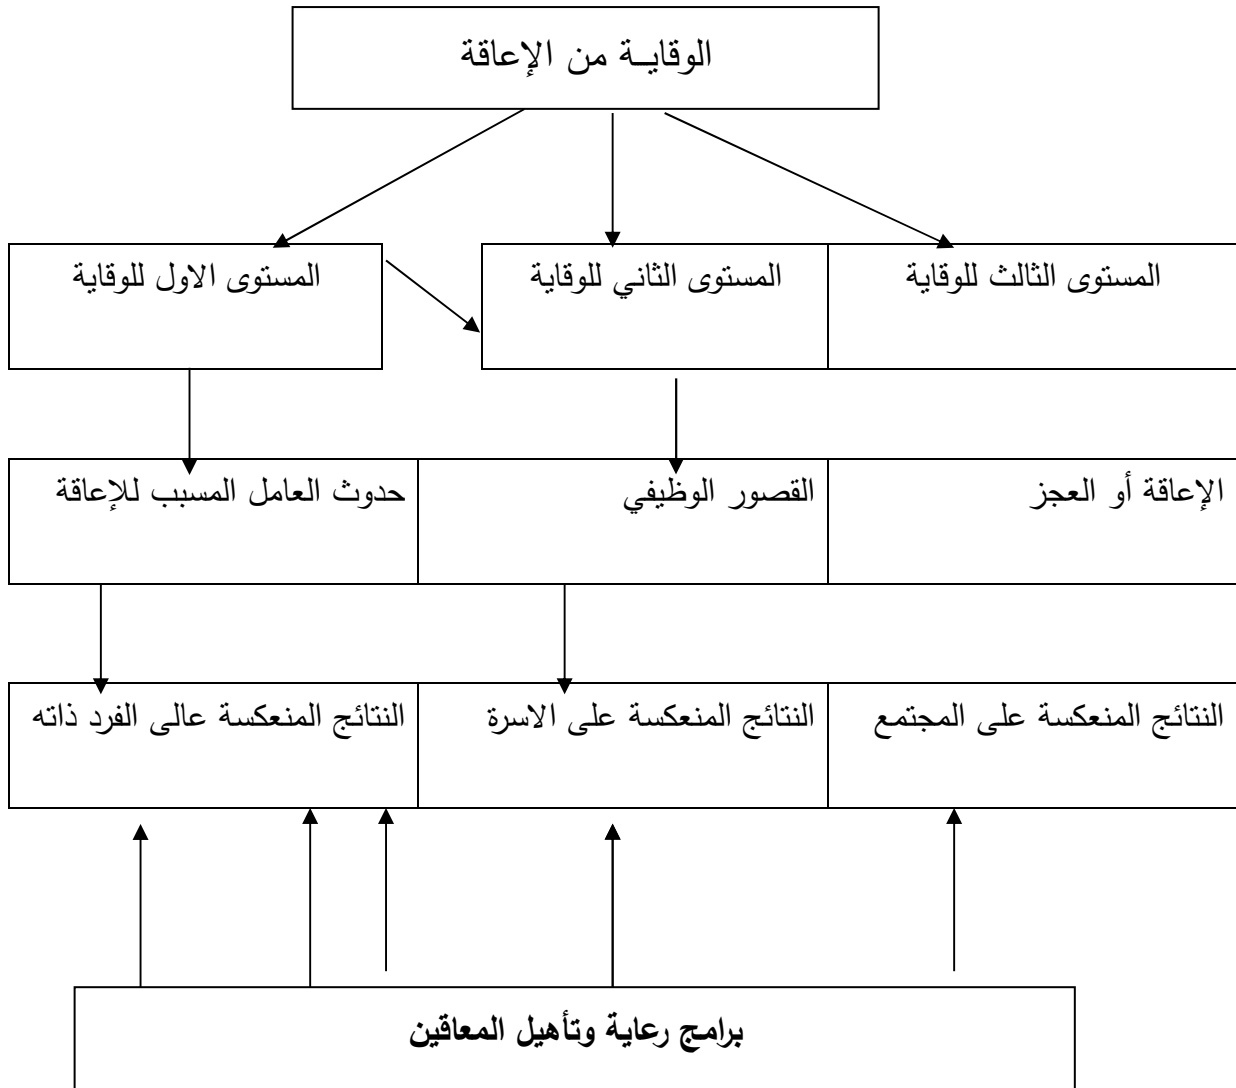 الوقايــة من الإعاقة
المستوى الثالث للوقاية
المستوى الثاني للوقاية
المستوى الاول للوقاية
الإعاقة أو العجز
القصور الوظيفي
حدوث العامل المسبب للإعاقة
النتائج المنعكسة على المجتمع
النتائج المنعكسة على الاسرة
النتائج المنعكسة عالى الفرد ذاته
برامج رعاية وتأهيل المعاقين